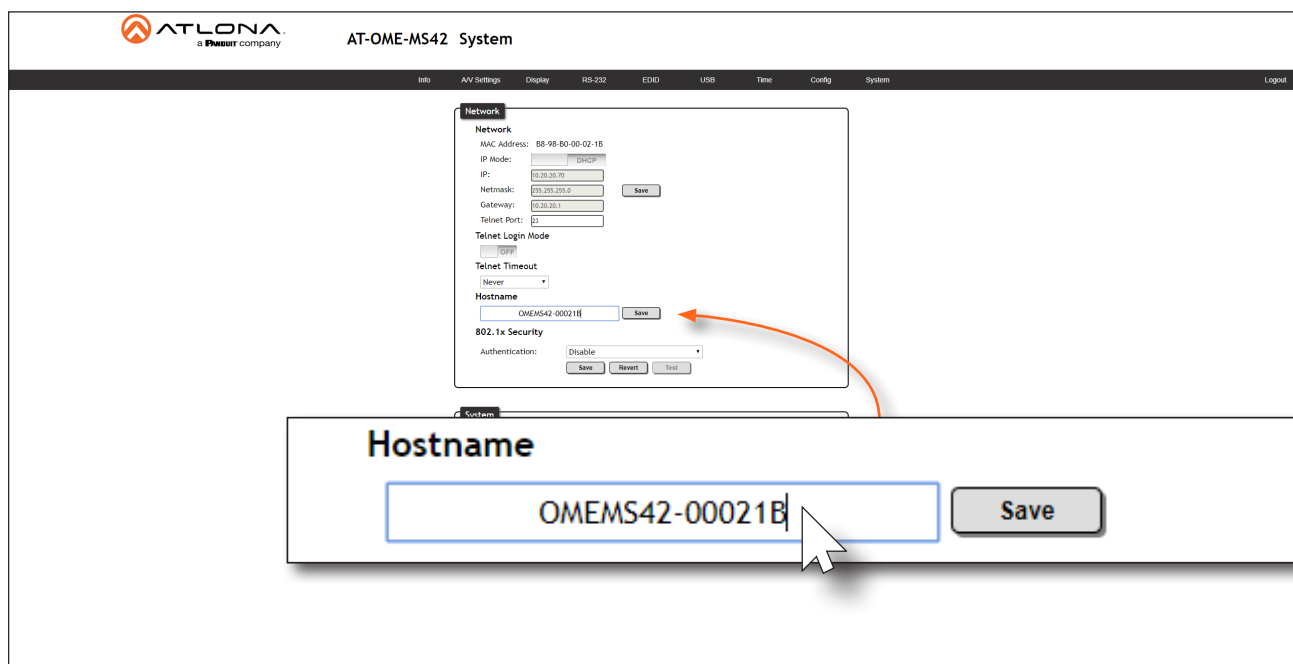 ATLONA.
a PANDUIT company
AT-OME-MS42 System
Info A/V Settings Display RS-232 EDID USB Time Config System Logout
Network
Network
MAC Address: B8-98-B0-00-02-1B
IP Mode: DHCP
IP: 10.20.20.70
Netmask: 255.255.255.0 Save
Gateway: 10.20.20.1
Telnet Port: 23
Telnet Login Mode
OFF
Telnet Timeout
Never
Hostname
OMEMS42-00021B Save
802.1x Security
Authentication: Disable
Save Revert Test
System
Hostname
OMEMS42-00021B Save